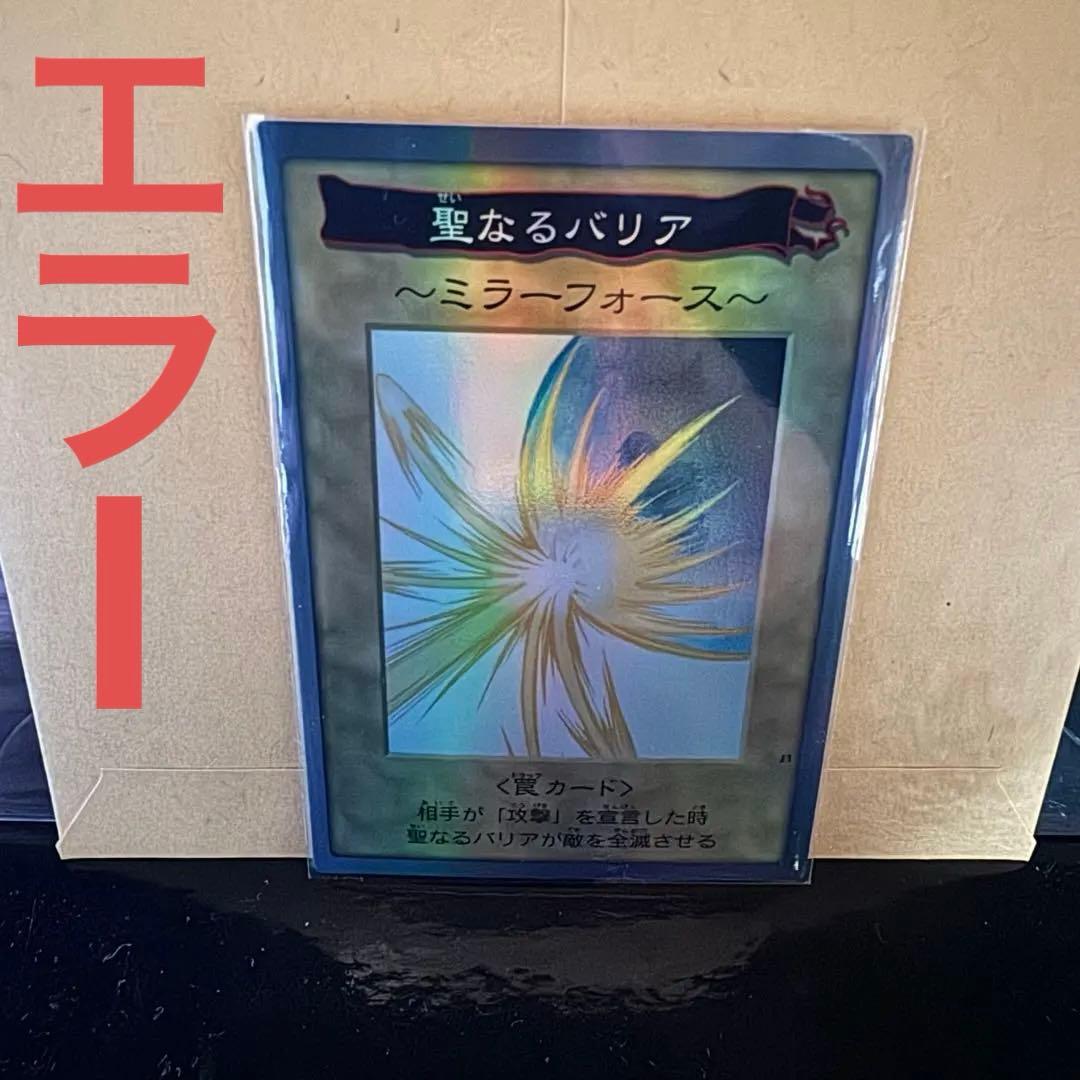 エラー
聖なるバリア
～ミラーフォース～
〈罠カード〉
相手が「攻撃」を宣言した時
聖なるバリアが敵を全滅させる